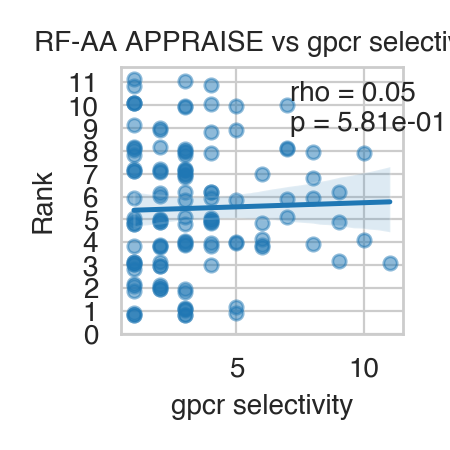 RF-AA APPRAISE vs gpcr selectiv
rho = 0.05
p = 5.81e-01
Rank
11
10
9
8
7
6
5
4
3
2
1
0
5 10
gpcr selectivity